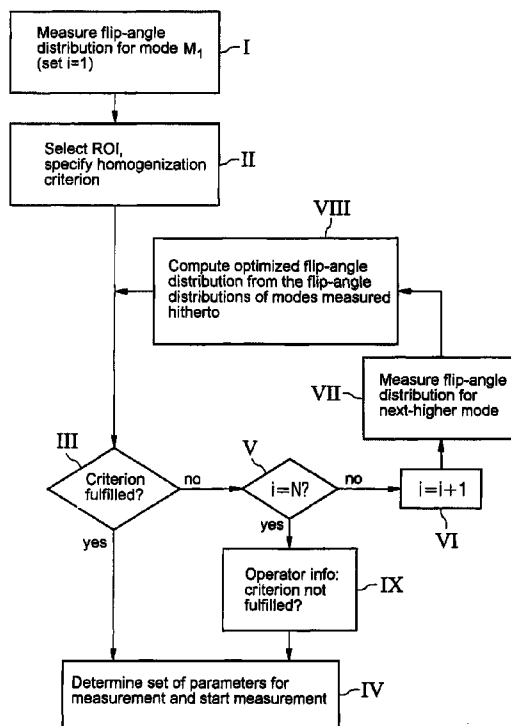 Measure flip-angle
distribution for mode M₁
(set i=1)
I
Select ROI,
specify homogenization
criterion
II
VIII
Compute optimized flip-angle
distribution from the flip-angle
distributions of modes measured
hitherto
VII
Measure flip-angle
distribution for
next-higher mode
III
Criterion
fulfilled?
no
V
i=N?
no
i=i+1
VI
yes
yes
Operator info:
criterion not
fulfilled?
IX
Determine set of parameters for
measurement and start measurement
IV